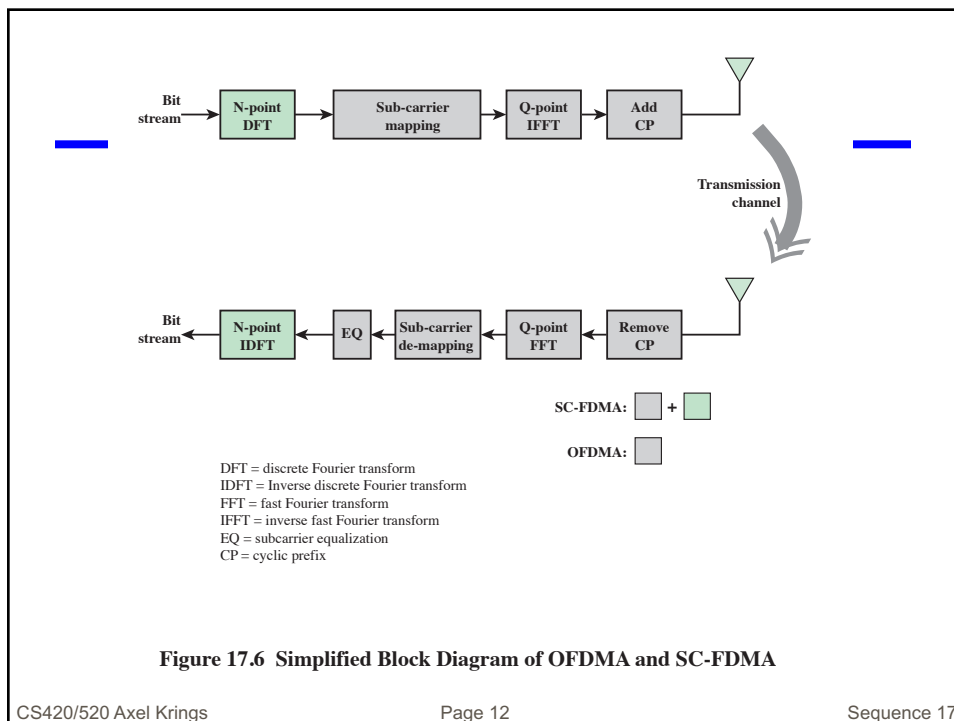 Bit
stream
N-point
DFT
Sub-carrier
mapping
Q-point
IFFT
Add
CP
Transmission
channel
Bit
stream
N-point
IDFT
EQ
Sub-carrier
de-mapping
Q-point
FFT
Remove
CP
SC-FDMA: +
OFDMA:
DFT = discrete Fourier transform
IDFT = Inverse discrete Fourier transform
FFT = fast Fourier transform
IFFT = inverse fast Fourier transform
EQ = subcarrier equalization
CP = cyclic prefix
Figure 17.6 Simplified Block Diagram of OFDMA and SC-FDMA
CS420/520 Axel Krings Page 12 Sequence 17